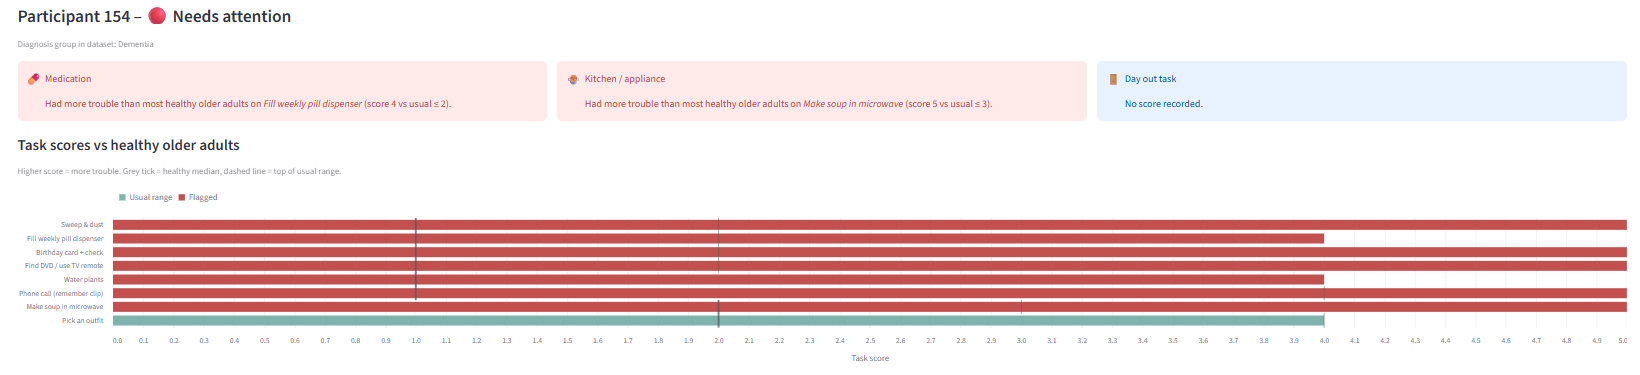 Participant 154 – 🔴 Needs attention
Diagnosis group in dataset: Dementia
Medication
Had more trouble than most healthy older adults on Fill weekly pill dispenser (score 4 vs usual ≤ 2).
Kitchen / appliance
Had more trouble than most healthy older adults on Make soup in microwave (score 5 vs usual ≤ 3).
Day out task
No score recorded.
Task scores vs healthy older adults
Higher score = more trouble. Grey tick = healthy median, dashed line = top of usual range.
Usual range Flagged
Sweep & dust
Fill weekly pill dispenser
Birthday card + check
Find DVD / use TV remote
Water plants
Phone call (remember clip)
Make soup in microwave
Pick an outfit
0.0 0.1 0.2 0.3 0.4 0.5 0.6 0.7 0.8 0.9 1.0 1.1 1.2 1.3 1.4 1.5 1.6 1.7 1.8 1.9 2.0 2.1 2.2 2.3 2.4 2.5 2.6 2.7 2.8 2.9 3.0 3.1 3.2 3.3 3.4 3.5 3.6 3.7 3.8 3.9 4.0 4.1 4.2 4.3 4.4 4.5 4.6 4.7 4.8 4.9 5.0
Task score